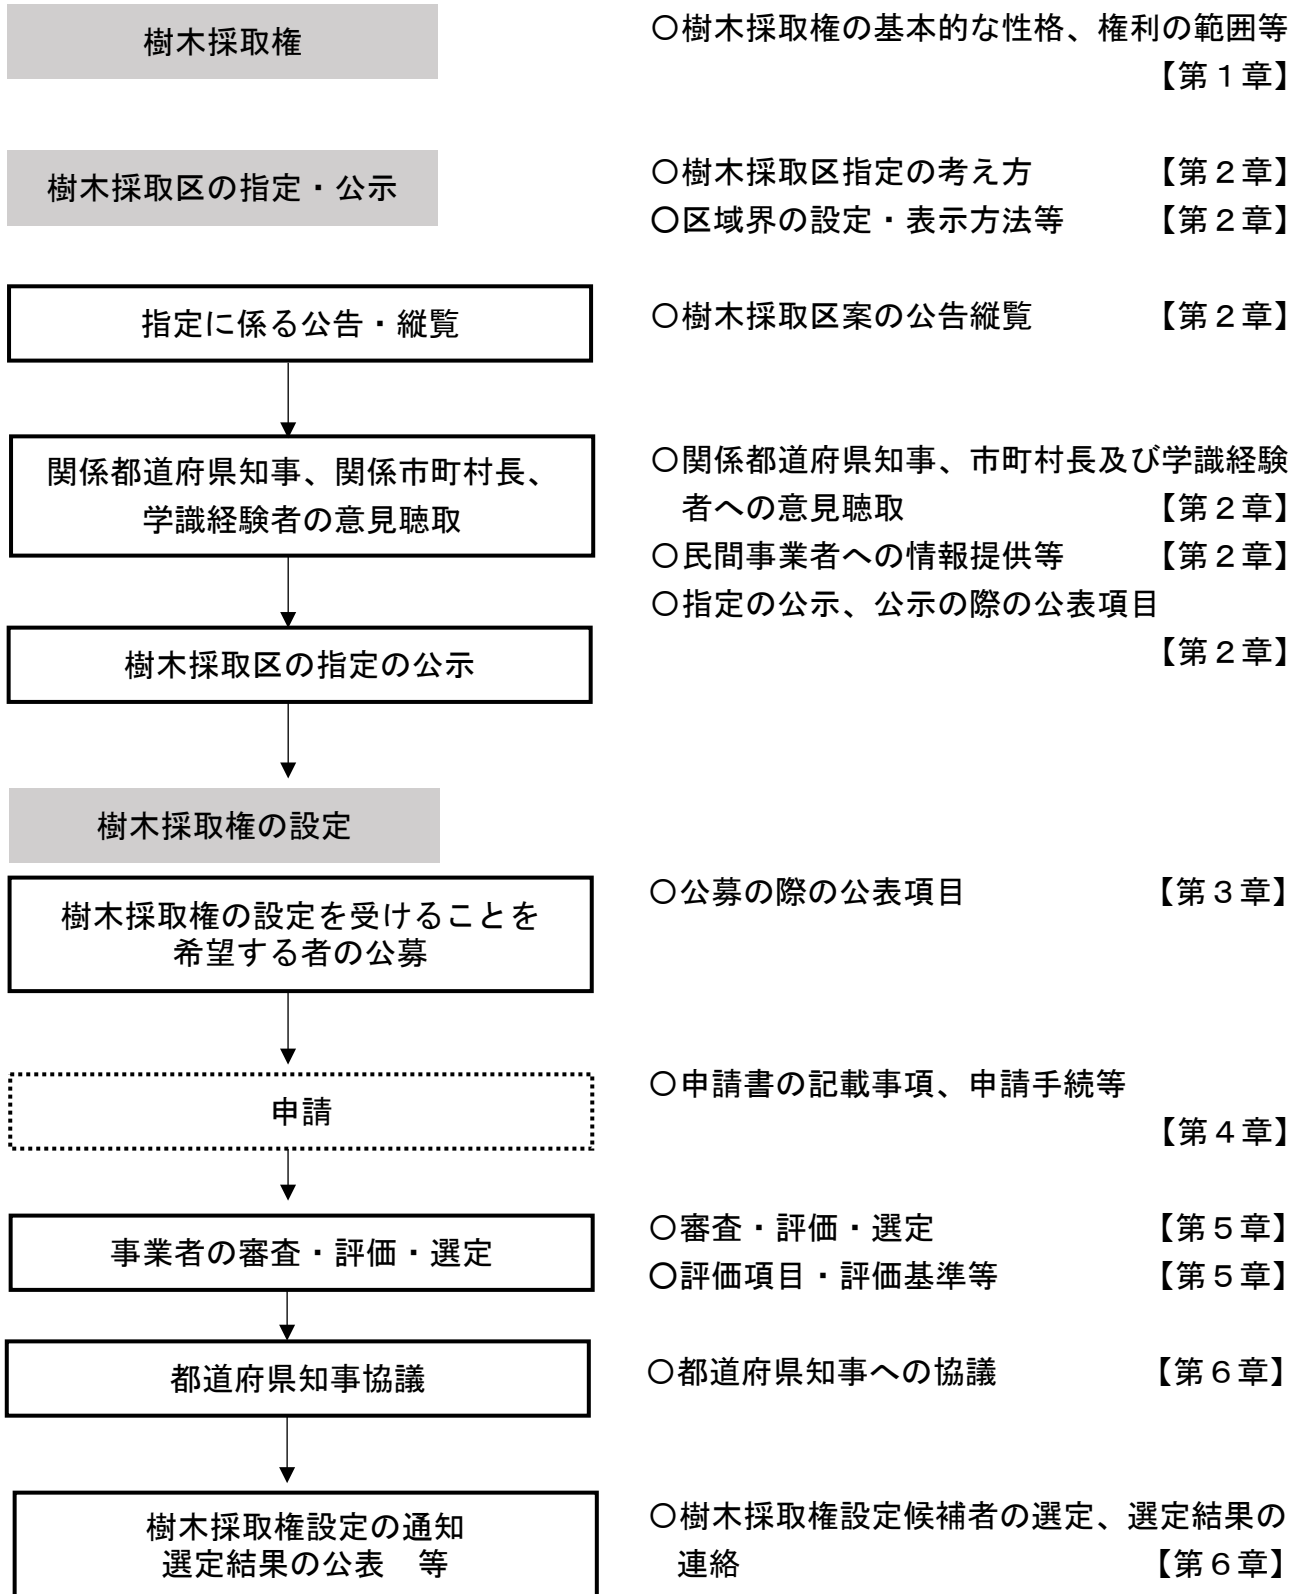 樹木採取権
〇樹木採取権の基本的な性格、権利の範囲等
【第１章】
樹木採取区の指定・公示
〇樹木採取区指定の考え方　【第２章】
〇区域界の設定・表示方法等　【第２章】
指定に係る公告・縦覧
〇樹木採取区案の公告縦覧　【第２章】
関係都道府県知事、関係市町村長、
学識経験者の意見聴取
〇関係都道府県知事、市町村長及び学識経験
者への意見聴取　【第２章】
〇民間事業者への情報提供等　【第２章】
〇指定の公示、公示の際の公表項目
【第２章】
樹木採取区の指定の公示
樹木採取権の設定
樹木採取権の設定を受けることを
希望する者の公募
〇公募の際の公表項目　【第３章】
申請
〇申請書の記載事項、申請手続等
【第４章】
事業者の審査・評価・選定
〇審査・評価・選定　【第５章】
〇評価項目・評価基準等　【第５章】
都道府県知事協議
〇都道府県知事への協議　【第６章】
樹木採取権設定の通知
選定結果の公表　等
〇樹木採取権設定候補者の選定、選定結果の
連絡　【第６章】